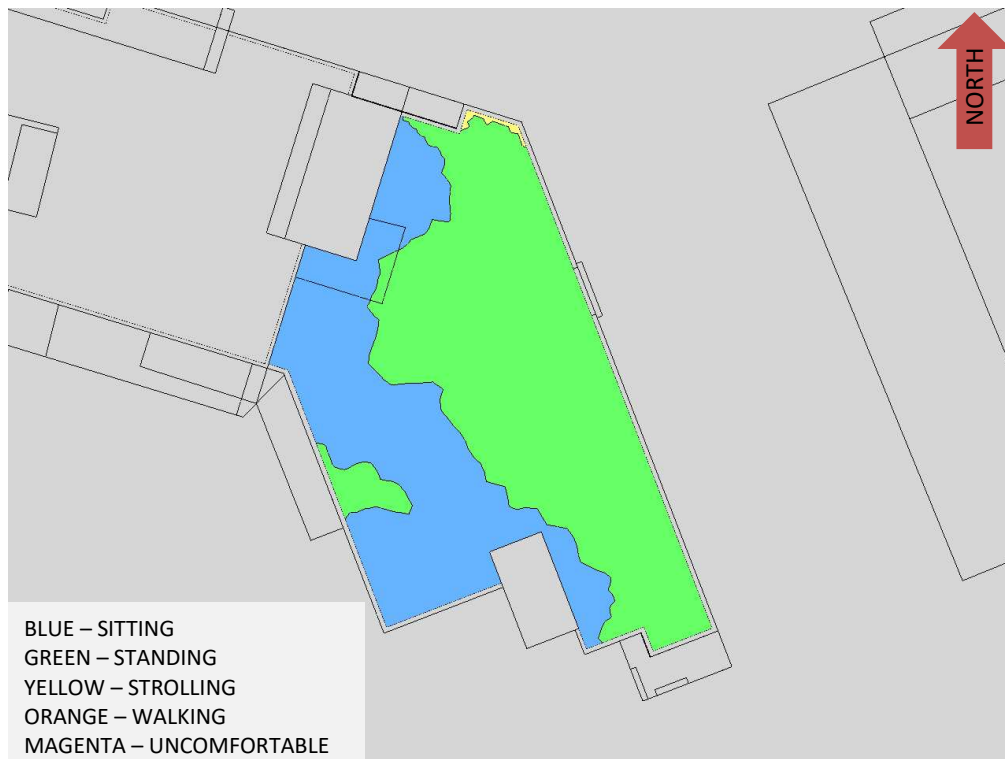 NORTH
BLUE – SITTING
GREEN – STANDING
YELLOW – STROLLING
ORANGE – WALKING
MAGENTA – UNCOMFORTABLE